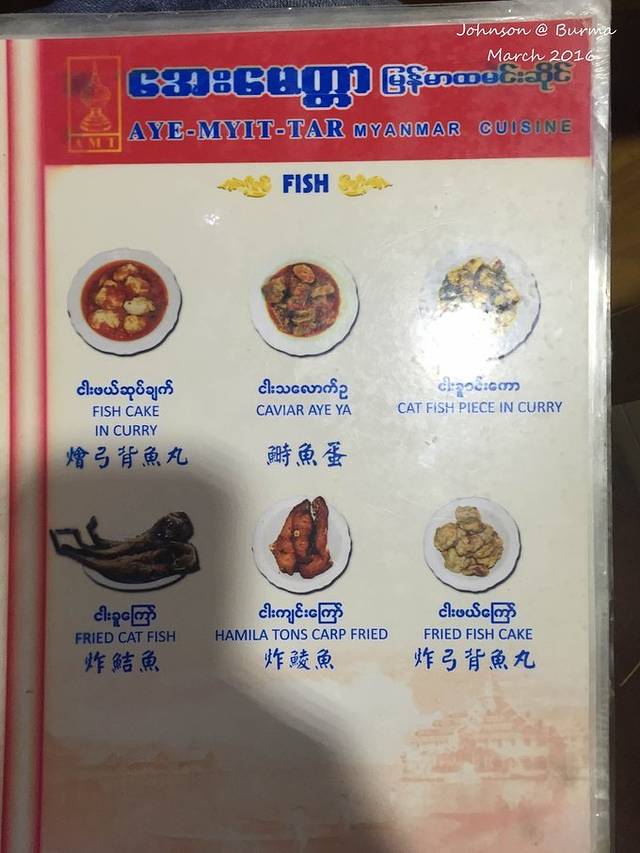 Johnson @ Burma
March 2016
အေးမေတ္တာ မြန်မာထမင်းဆိုင်
AMT
AYE-MYIT-TAR MYANMAR CUISINE
FISH
ငါးဖယ်ဆုပ်ချက်
FISH CAKE
IN CURRY
燴弓背魚丸
ငါးသလောက်ဥ
CAVIAR AYE YA
鰣魚蛋
CAT FISH PIECE IN CURRY
ငါးခူကြော်
FRIED CAT FISH
炸鮚魚
ငါးကျင်းကြော်
HAMILA TONS CARP FRIED
炸鯪魚
ငါးဖယ်ကြော်
FRIED FISH CAKE
炸弓背魚丸